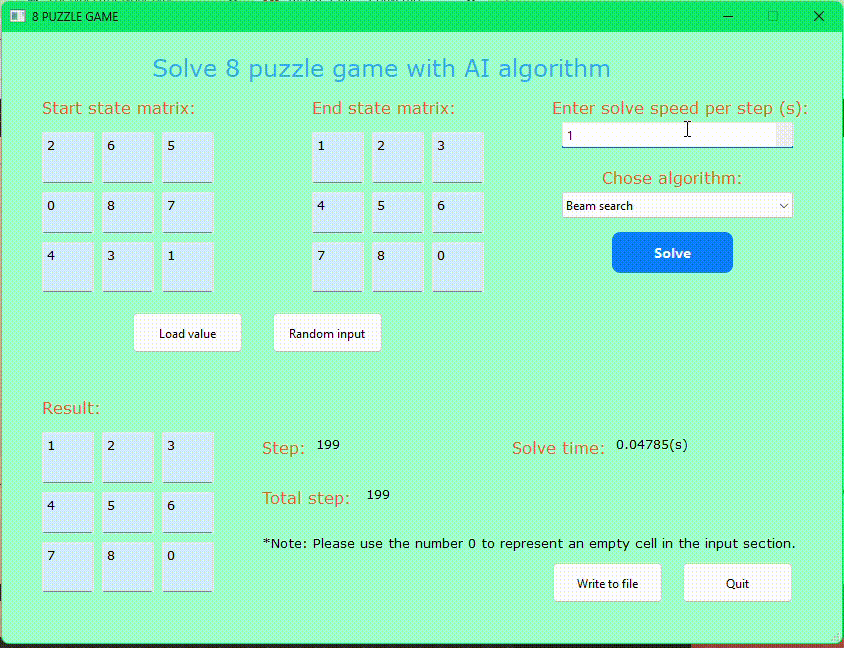 8 PUZZLE GAME
Solve 8 puzzle game with AI algorithm
Start state matrix: End state matrix: Enter solve speed per step (s):
2 6 5 1 2 3 1
Chose algorithm:
0 8 7 4 5 6 Beam search
4 3 1 7 8 0 Solve
Load value Random input
Result:
1 2 3 Step: 199 Solve time: 0.04785(s)
4 5 6 Total step: 199
*Note: Please use the number 0 to represent an empty cell in the input section.
7 8 0
Write to file Quit